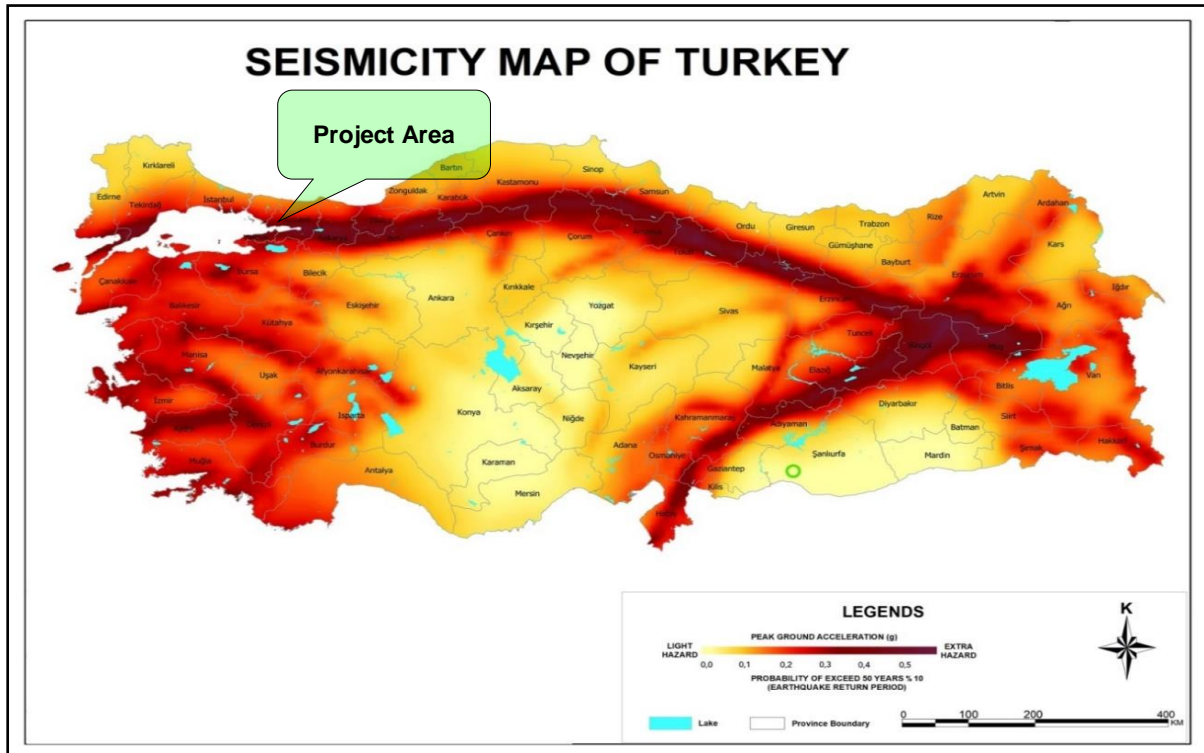 SEISMICITY MAP OF TURKEY
Project Area
Kırklareli
Edirne
Tekirdağ
İstanbul
Zonguldak
Bartın
Karabük
Kastamonu
Sinop
Samsun
Ordu
Giresun
Trabzon
Rize
Artvin
Ardahan
Kars
Gümüşhane
Bayburt
Erzurum
Iğdır
Ağrı
Çanakkale
Balıkesir
Bursa
Bilecik
Eskişehir
Kütahya
Ankara
Çankırı
Çorum
Kırıkkale
Yozgat
Kırşehir
Nevşehir
Sivas
Tokat
Erzincan
Tunceli
Bingöl
Muş
Van
Bitlis
Manisa
Uşak
Afyonkarahisar
İzmir
Isparta
Konya
Aksaray
Niğde
Kayseri
Malatya
Elazığ
Diyarbakır
Batman
Siirt
Şırnak
Hakkari
Muğla
Burdur
Antalya
Karaman
Mersin
Adana
Osmaniye
Kahramanmaraş
Gaziantep
Kilis
Hatay
Adıyaman
Şanlıurfa
Mardin
LEGENDS
PEAK GROUND ACCELERATION (g)
LIGHT HAZARD
EXTRA HAZARD
0,0 0,1 0,2 0,3 0,4 0,5
PROBABILITY OF EXCEED 50 YEARS % 10
(EARTHQUAKE RETURN PERIOD)
Lake
Province Boundary
K
0 100 200 400
KM